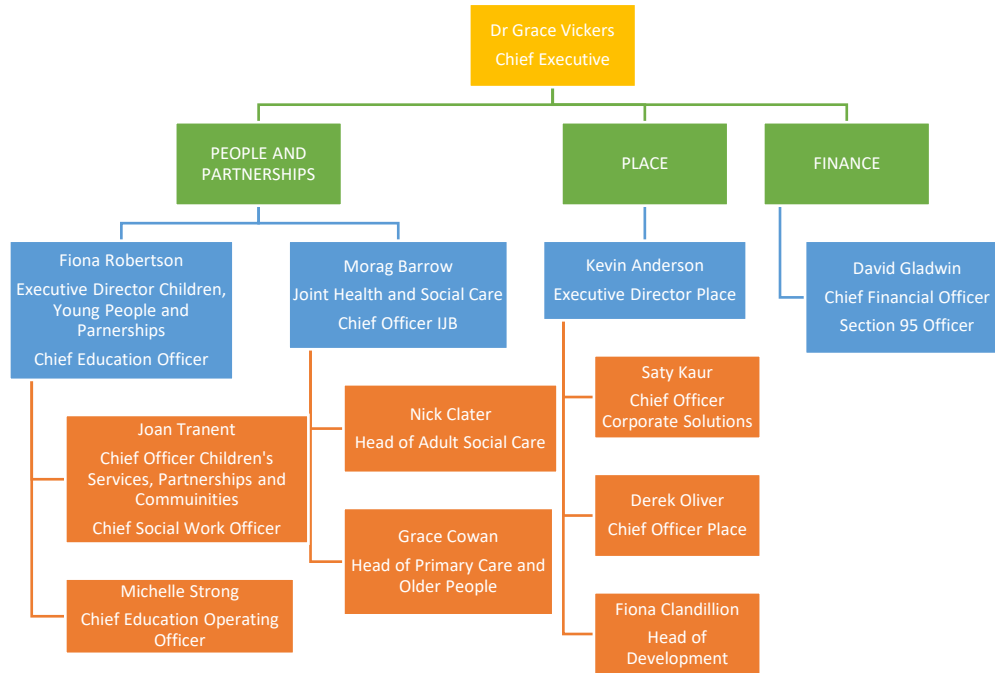 Dr Grace Vickers
Chief Executive
PEOPLE AND
PARTNERSHIPS
PLACE
FINANCE
Fiona Robertson
Executive Director Children,
Young People and
Parnerships
Chief Education Officer
Morag Barrow
Joint Health and Social Care
Chief Officer IJB
Kevin Anderson
Executive Director Place
David Gladwin
Chief Financial Officer
Section 95 Officer
Joan Tranent
Chief Officer Children's
Services, Partnerships and
Commuinities
Chief Social Work Officer
Michelle Strong
Chief Education Operating
Officer
Nick Clater
Head of Adult Social Care
Grace Cowan
Head of Primary Care and
Older People
Saty Kaur
Chief Officer
Corporate Solutions
Derek Oliver
Chief Officer Place
Fiona Clandillion
Head of
Development